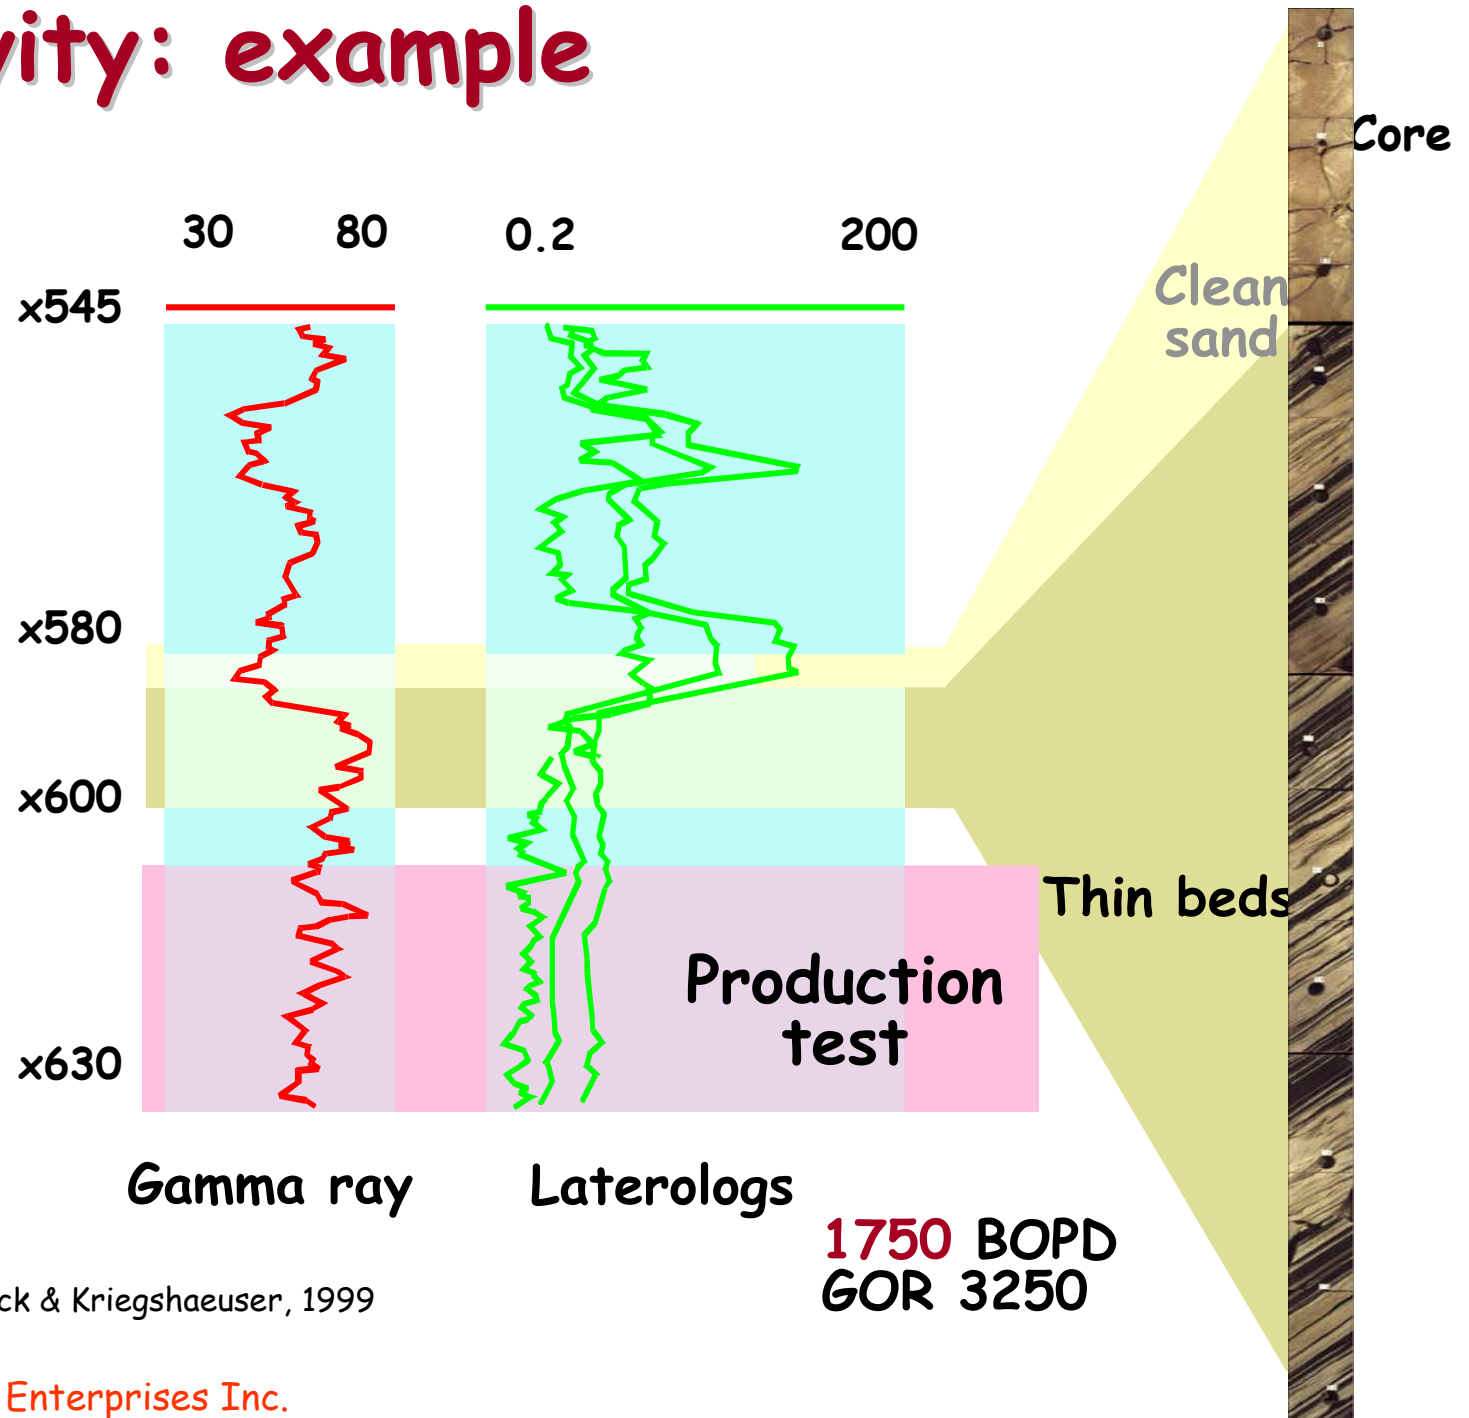 vity: example
Core
30 80 0.2 200
x545
Clean
sand
x580
x600
Thin beds
Production
test
x630
Gamma ray Laterologs
1750 BOPD
GOR 3250
ck & Kriegshaeuser, 1999
Enterprises Inc.